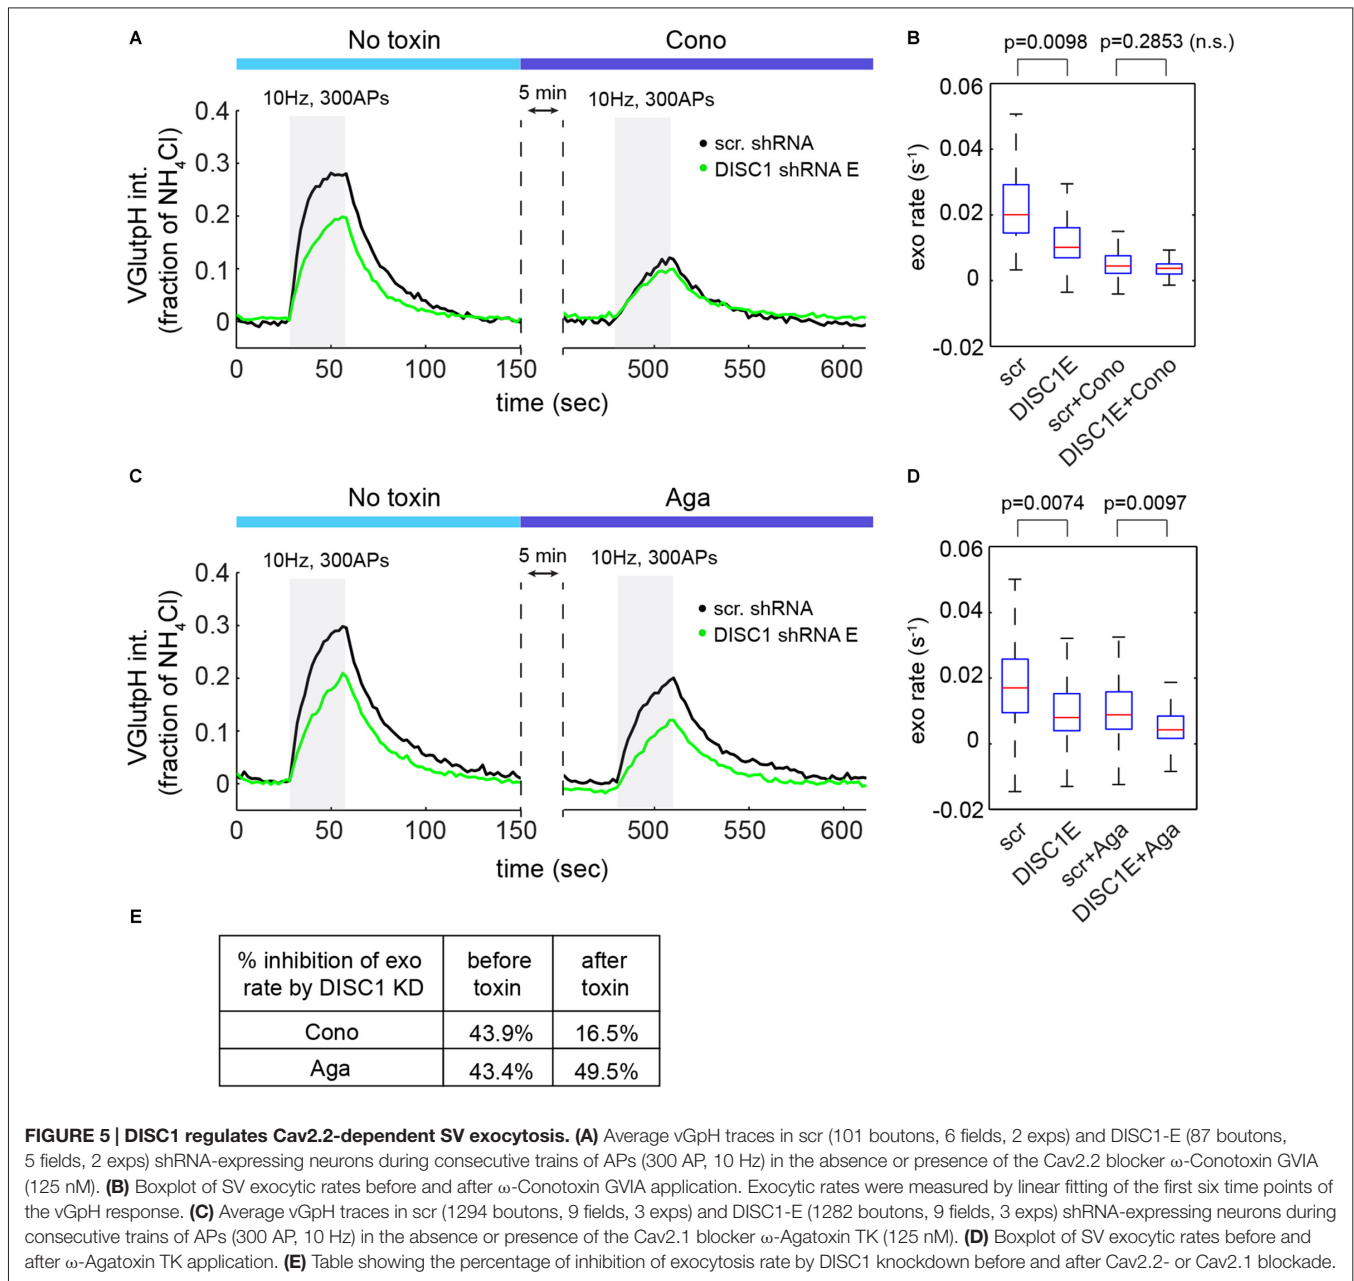 A
No toxin
Cono
10Hz, 300APs
5 min
10Hz, 300APs
scr. shRNA
DISC1 shRNA E
VGlutpH int.
(fraction of NH4Cl)
0.4
0.3
0.2
0.1
0
0 50 100 150 500 550 600
time (sec)
B
p=0.0098 p=0.2853 (n.s.)
exo rate (s-1)
0.06
0.04
0.02
0
-0.02
scr
DISC1E
scr+Cono
DISC1E+Cono
C
No toxin
Aga
10Hz, 300APs
5 min
10Hz, 300APs
scr. shRNA
DISC1 shRNA E
VGlutpH int.
(fraction of NH4Cl)
0.4
0.3
0.2
0.1
0
0 50 100 150 500 550 600
time (sec)
D
p=0.0074 p=0.0097
exo rate (s-1)
0.06
0.04
0.02
0
-0.02
scr
DISC1E
scr+Aga
DISC1E+Aga
E
% inhibition of exo before after
rate by DISC1 KD toxin toxin
Cono 43.9% 16.5%
Aga 43.4% 49.5%
FIGURE 5 | DISC1 regulates Cav2.2-dependent SV exocytosis. (A) Average vGpH traces in scr (101 boutons, 6 fields, 2 exps) and DISC1-E (87 boutons,
5 fields, 2 exps) shRNA-expressing neurons during consecutive trains of APs (300 AP, 10 Hz) in the absence or presence of the Cav2.2 blocker ω-Conotoxin GVIA
(125 nM). (B) Boxplot of SV exocytic rates before and after ω-Conotoxin GVIA application. Exocytic rates were measured by linear fitting of the first six time points of
the vGpH response. (C) Average vGpH traces in scr (1294 boutons, 9 fields, 3 exps) and DISC1-E (1282 boutons, 9 fields, 3 exps) shRNA-expressing neurons during
consecutive trains of APs (300 AP, 10 Hz) in the absence or presence of the Cav2.1 blocker ω-Agatoxin TK (125 nM). (D) Boxplot of SV exocytic rates before and
after ω-Agatoxin TK application. (E) Table showing the percentage of inhibition of exocytosis rate by DISC1 knockdown before and after Cav2.2- or Cav2.1 blockade.